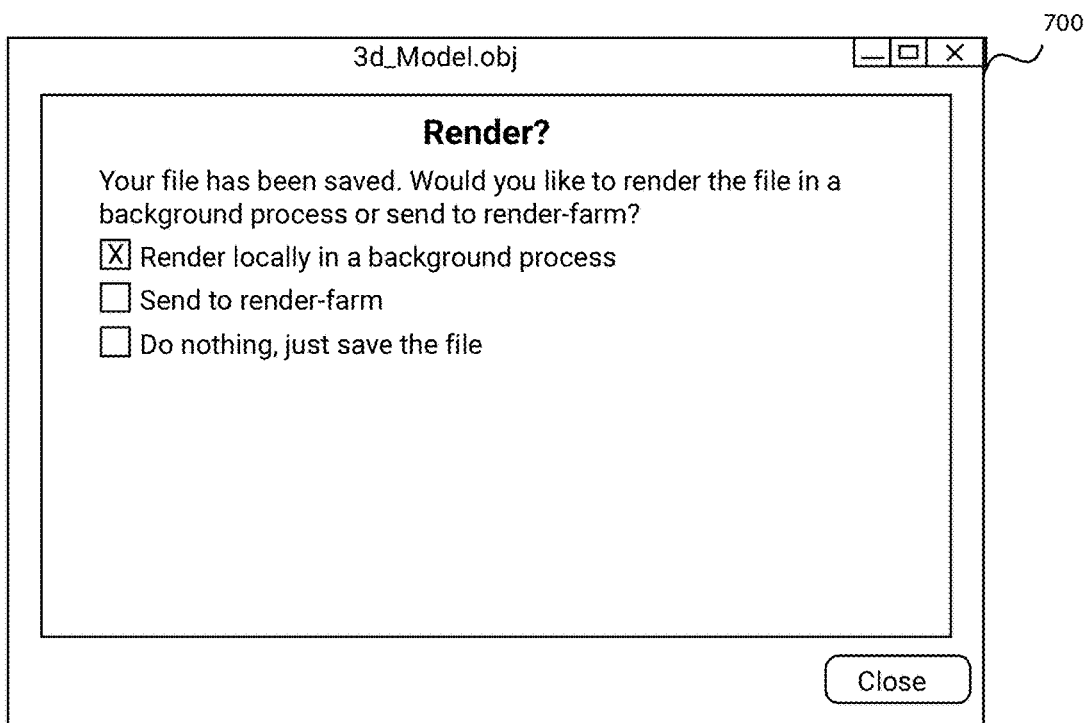 700
3d_Model.obj
Render?
Your file has been saved. Would you like to render the file in a
background process or send to render-farm?
X Render locally in a background process
Send to render-farm
Do nothing, just save the file
Close